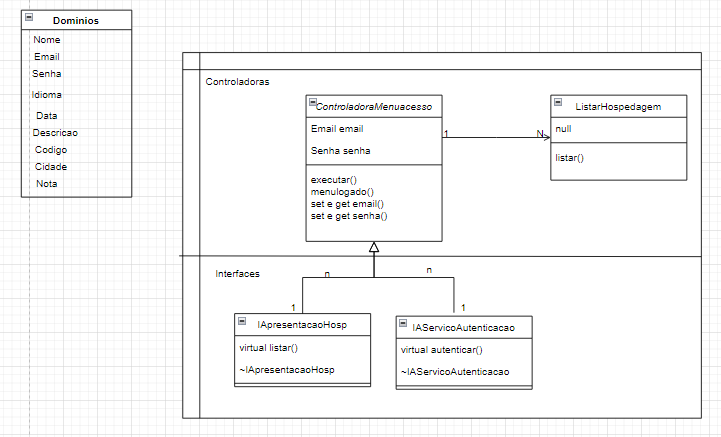 Dominios
Nome
Email
Senha
Idioma
Data
Descricao
Codigo
Cidade
Nota
Controladoras
ControladoraMenuacesso
Email email
Senha senha
executar()
menulogado()
set e get email()
set e get senha()
1
N
ListarHospedagem
null
listar()
Interfaces
n
n
1
1
IApresentacaoHosp
virtual listar()
~IApresentacaoHosp
IAServicoAutenticacao
virtual autenticar()
~IAServicoAutenticacao